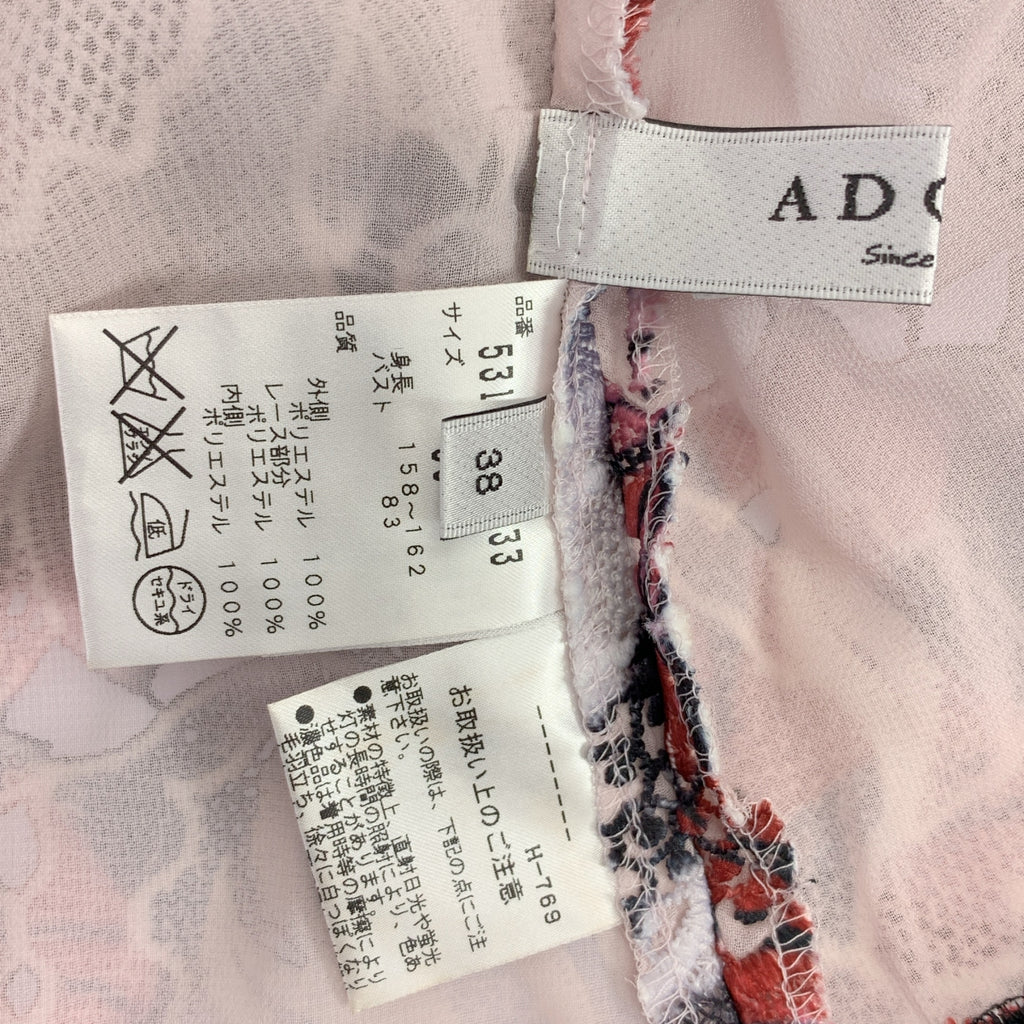 AD
Since
品番 531
33
サイズ
38
身長 158~162
バスト 83
品質
外側
ポリエステル 100%
レース部分
ポリエステル 100%
内側
ポリエステル 100%
低
ドライ
セキユ系
H-769
お取扱い上のご注意
お取扱いの際は、下記の点にご注
意下さい。
●素材の特徴上、直射日光や蛍光
灯の長時間の照射により、色あ
せすることがあります。
●濃色品は着用時等の摩擦により
毛羽立ち、徐々に白っぽくなり